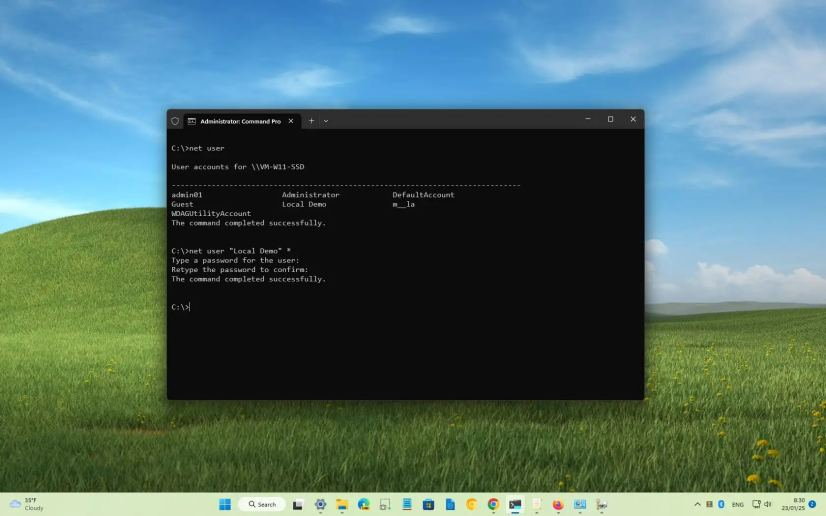 Administrator: Command Pro
C:\>net user
User accounts for \\VM-W11-SSD
-------------------------------------------------------------------------------
admin01 Administrator DefaultAccount
Guest Local Demo m__la
WDAGUtilityAccount
The command completed successfully.
C:\>net user "Local Demo" *
Type a password for the user:
Retype the password to confirm:
The command completed successfully.
C:\>
35°F
Cloudy
Search
ENG
8:30
23/01/25